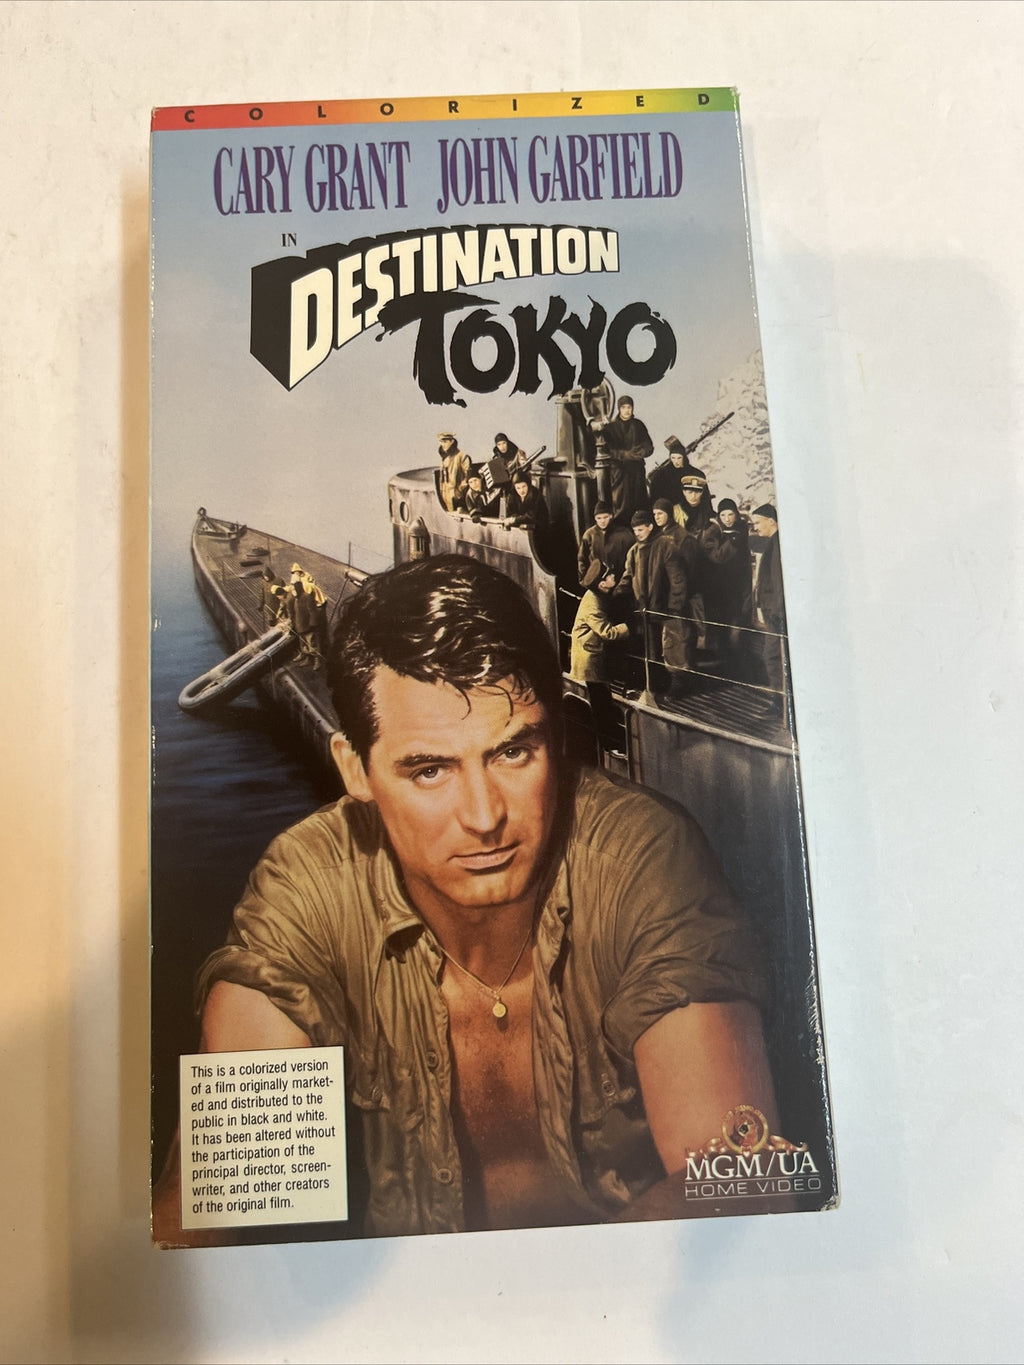 COLORIZED
CARY GRANT JOHN GARFIELD
IN
DESTINATION
TOKYO
This is a colorized version
of a film originally market-
ed and distributed to the
public in black and white.
It has been altered without
the participation of the
principal director, screen-
writer, and other creators
of the original film.
MGM/UA
HOME VIDEO